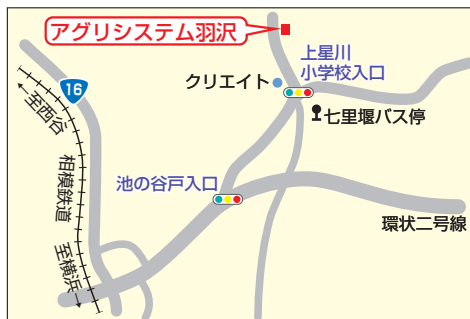 アグリシステム羽沢
上星川
小学校入口
クリエイト
16
至西谷
七里堰バス停
相模鉄道
池の谷戸入口
環状二号線
至横浜